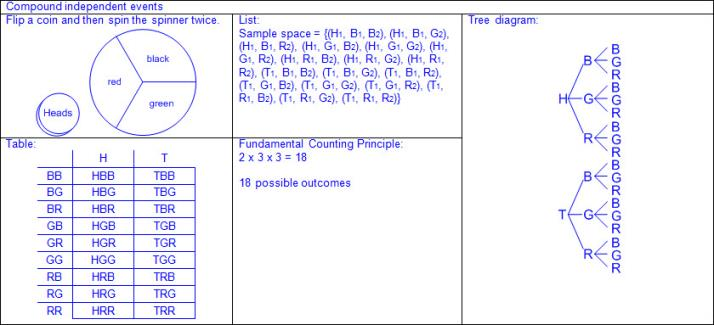 Compound independent events
Flip a coin and then spin the spinner twice.
black
red
green
Heads
List:
Sample space = {(H1, B1, B2), (H1, B1, G2),
(H1, B1, R2), (H1, G1, B2), (H1, G1, G2), (H1,
G1, R2), (H1, R1, B2), (H1, R1, G2), (H1, R1,
R2), (T1, B1, B2), (T1, B1, G2), (T1, B1, R2),
(T1, G1, B2), (T1, G1, G2), (T1, G1, R2), (T1,
R1, B2), (T1, R1, G2), (T1, R1, R2)}
Tree diagram:
H
B
B
G
R
G
B
G
R
R
B
G
R
T
B
B
G
R
G
B
G
R
R
B
G
R
Table:
H T
BB HBB TBB
BG HBG TBG
BR HBR TBR
GB HGB TGB
GR HGR TGR
GG HGG TGG
RB HRB TRB
RG HRG TRG
RR HRR TRR
Fundamental Counting Principle:
2 x 3 x 3 = 18
18 possible outcomes